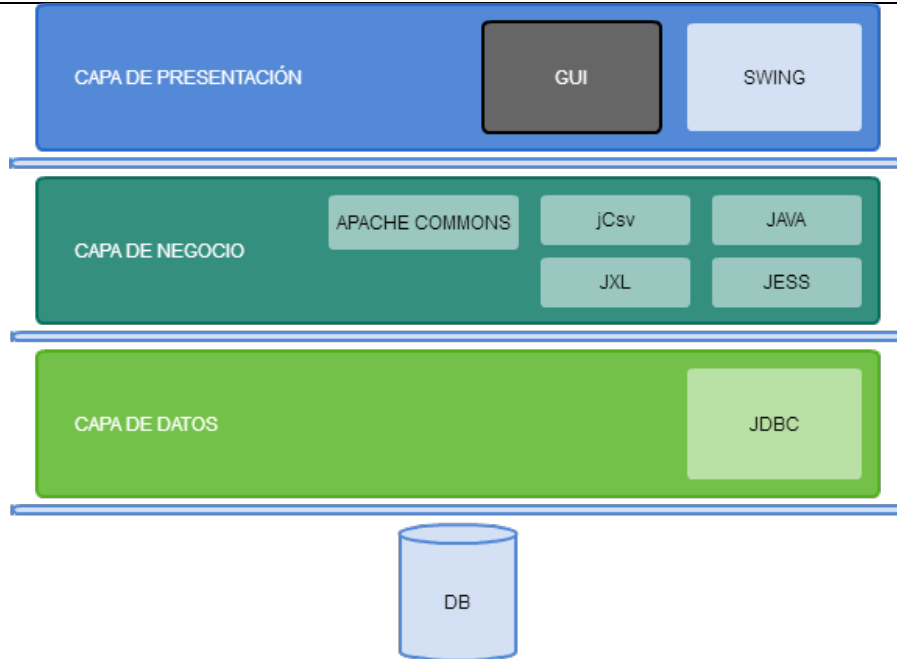 CAPA DE PRESENTACIÓN
GUI
SWING
CAPA DE NEGOCIO
APACHE COMMONS
jCsv
JAVA
JXL
JESS
CAPA DE DATOS
JDBC
DB